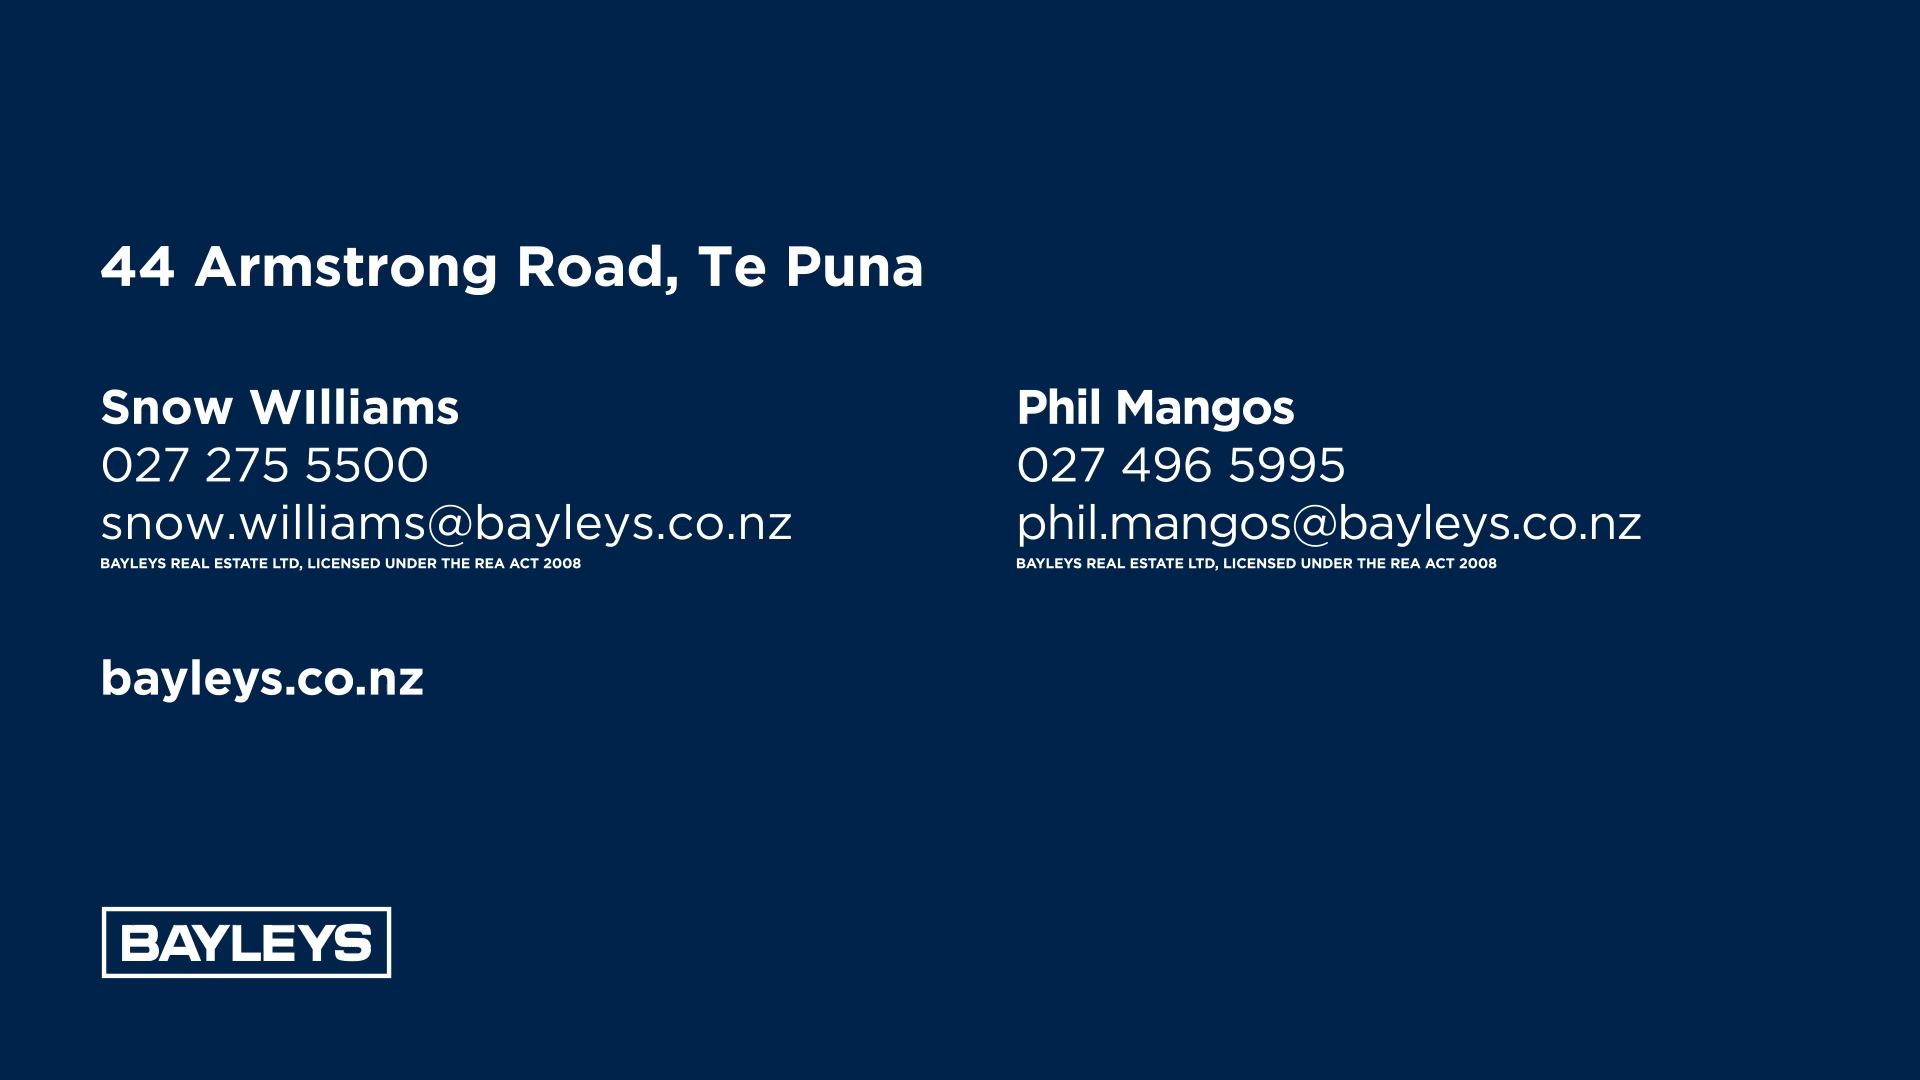 44 Armstrong Road, Te Puna
Snow WIlliams
027 275 5500
snow.williams@bayleys.co.nz
BAYLEYS REAL ESTATE LTD, LICENSED UNDER THE REA ACT 2008
Phil Mangos
027 496 5995
phil.mangos@bayleys.co.nz
BAYLEYS REAL ESTATE LTD, LICENSED UNDER THE REA ACT 2008
bayleys.co.nz
BAYLEYS